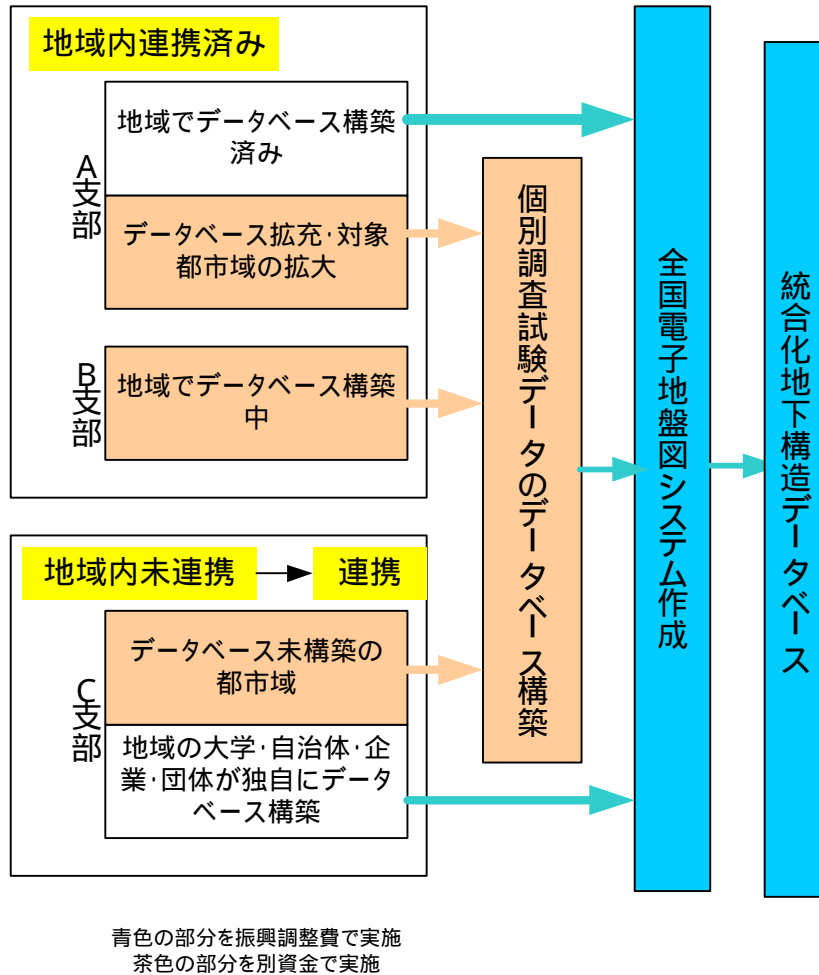 地域内連携済み
A支部
地域でデータベース構築
済み
データベース拡充・対象
都市域の拡大
B支部
地域でデータベース構築
中
地域内未連携
連携
C支部
データベース未構築の
都市域
地域の大学・自治体・企
業・団体が独自にデータ
ベース構築
個別調査試験データのデータベース構築
全国電子地盤図システム作成
統合化地下構造データベース
青色の部分を振興調整費で実施
茶色の部分を別資金で実施